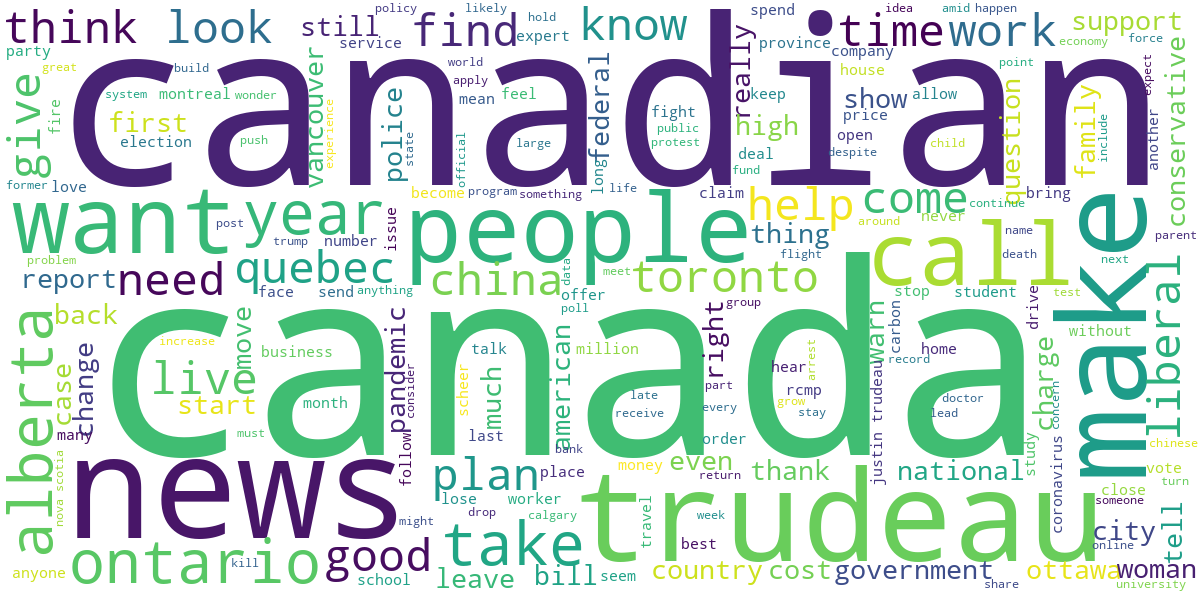 think
look
still
find
know
time
work
support
policy
likely
hold
expert
service
spend
province
idea
amid
happen
economy
force
party
great
build
world
apply
company
house
point
conservative
canadian
give
fire
system
montreal
wonder
first
election
push
vancouver
experience
police
state
mean
feel
official
large
long
federal
fight
public
protest
really
keep
high
deal
fund
show
price
open
allow
despite
child
question
family
include
expect
another
former
love
become
program
something
life
claim
help
come
never
continue
bring
name
death
parent
want
year
post
trump
number
issue
people
thing
around
flight
call
make
next
problem
report
need
quebec
face
send
anything
china
data
offer
poll
meet
toronto
stop
student
drive
test
without
liberal
alberta
back
case
change
many
move
increase
business
live
start
month
must
pandemic
consider
follow
canada
talk
scheer
much
last
american
million
late
receive
bank
right
group
part
every
order
hear
rcmp
grow
arrest
stay
warn
carbon
record
justin trudeau
home
doctor
lead
charge
study
concern
coronavirus
chinese
vote
turn
tell
close
someone
city
online
woman
university
nova scotia
news
might
plan
lose
worker
place
drop
calgary
money
even
return
thank
national
trudeau
travel
week
best
anyone
ontario
kill
good
school
take
leave
bill
seem
country
cost
government
share
ottawa